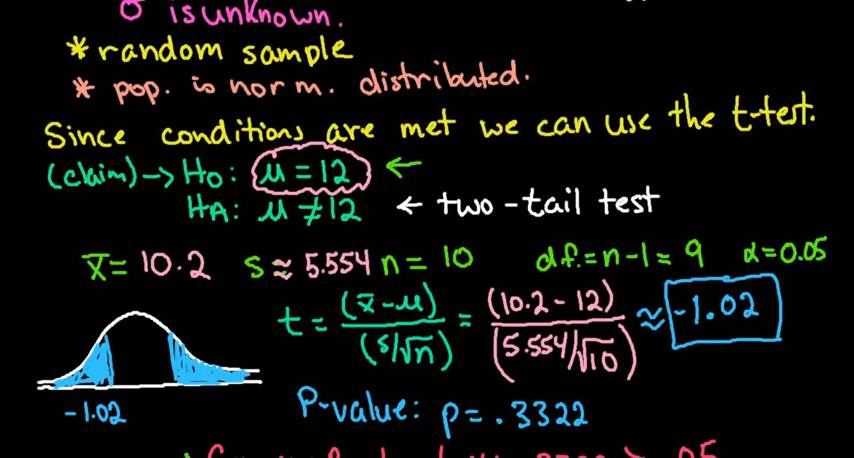 σ is unknown.
* random sample
* pop. is norm. distributed.
Since conditions are met we can use the t-test.
(claim) → H₀: μ = 12 ←
H_A: μ ≠ 12 ← two-tail test
x̄ = 10.2 s ≈ 5.554 n = 10 d.f. = n-1 = 9 α = 0.05
t = (x̄ - μ) / (s/√n) = (10.2 - 12) / (5.554/√10) ≈ -1.02
-1.02
P-value: p = .3322